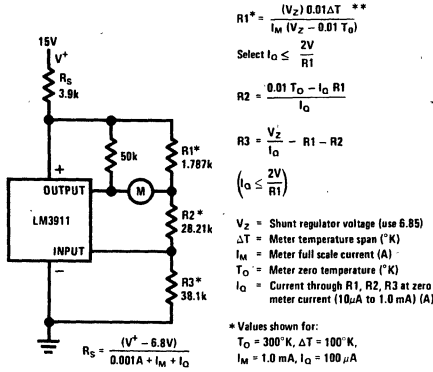 15V
V+
RS
3.9k
50k
R1*
1.787k
+
OUTPUT
M
LM3911
R2*
28.21k
INPUT
−
R3*
38.1k
RS = (V+ − 6.8V) / 0.001A + IM + IQ
R1* = (VZ) 0.01ΔT ** / IM (VZ − 0.01 TO)
Select IQ ≤ 2V / R1
R2 = 0.01 TO − IQ R1 / IQ
R3 = VZ / IQ − R1 − R2
(IQ ≤ 2V / R1)
VZ = Shunt regulator voltage (use 6.85)
ΔT = Meter temperature span (°K)
IM = Meter full scale current (A)
TO = Meter zero temperature (°K)
IQ = Current through R1, R2, R3 at zero
meter current (10μA to 1.0 mA) (A)
* Values shown for:
TO = 300°K, ΔT = 100°K,
IM = 1.0 mA, IQ = 100 μA